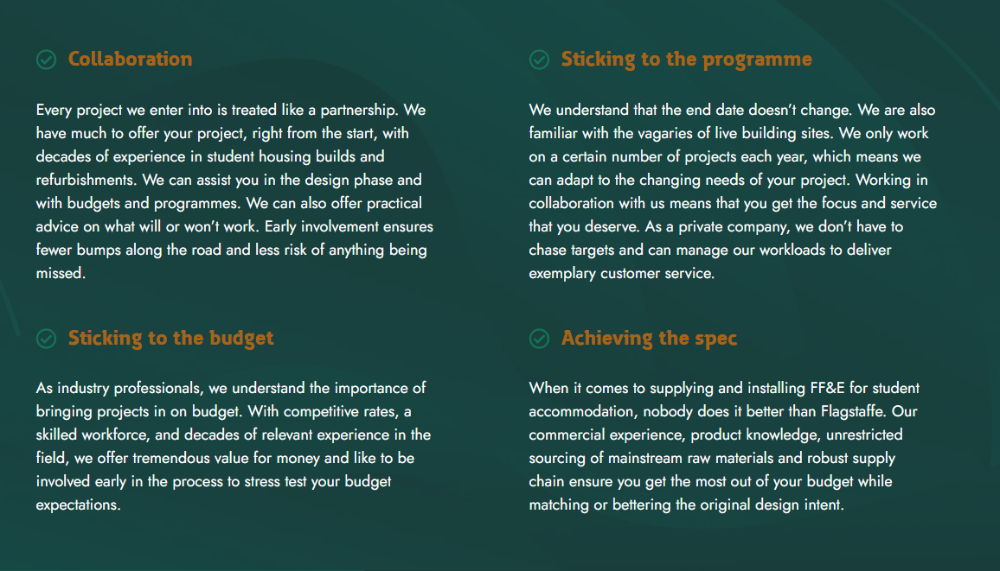 Collaboration
Every project we enter into is treated like a partnership. We
have much to offer your project, right from the start, with
decades of experience in student housing builds and
refurbishments. We can assist you in the design phase and
with budgets and programmes. We can also offer practical
advice on what will or won't work. Early involvement ensures
fewer bumps along the road and less risk of anything being
missed.
Sticking to the programme
We understand that the end date doesn't change. We are also
familiar with the vagaries of live building sites. We only work
on a certain number of projects each year, which means we
can adapt to the changing needs of your project. Working in
collaboration with us means that you get the focus and service
that you deserve. As a private company, we don't have to
chase targets and can manage our workloads to deliver
exemplary customer service.
Sticking to the budget
As industry professionals, we understand the importance of
bringing projects in on budget. With competitive rates, a
skilled workforce, and decades of relevant experience in the
field, we offer tremendous value for money and like to be
involved early in the process to stress test your budget
expectations.
Achieving the spec
When it comes to supplying and installing FF&E for student
accommodation, nobody does it better than Flagstaffe. Our
commercial experience, product knowledge, unrestricted
sourcing of mainstream raw materials and robust supply
chain ensure you get the most out of your budget while
matching or bettering the original design intent.